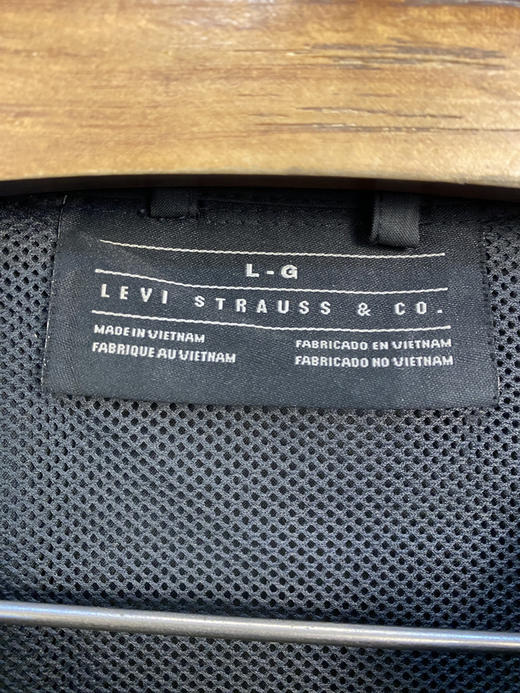 L-G
LEVI STRAUSS & CO.
MADE IN VIETNAM
FABRIQUE AU VIETNAM
FABRICADO EN VIETNAM
FABRICADO NO VIETNAM